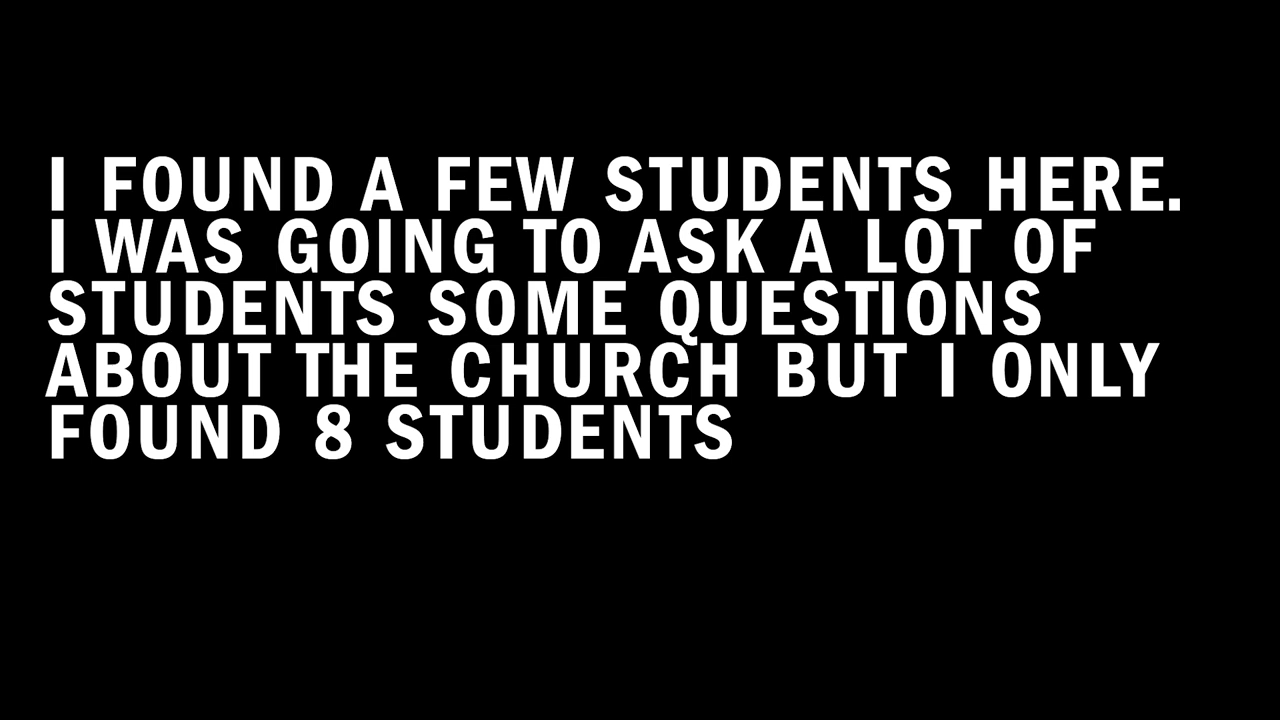 I FOUND A FEW STUDENTS HERE.
I WAS GOING TO ASK A LOT OF
STUDENTS SOME QUESTIONS
ABOUT THE CHURCH BUT I ONLY
FOUND 8 STUDENTS